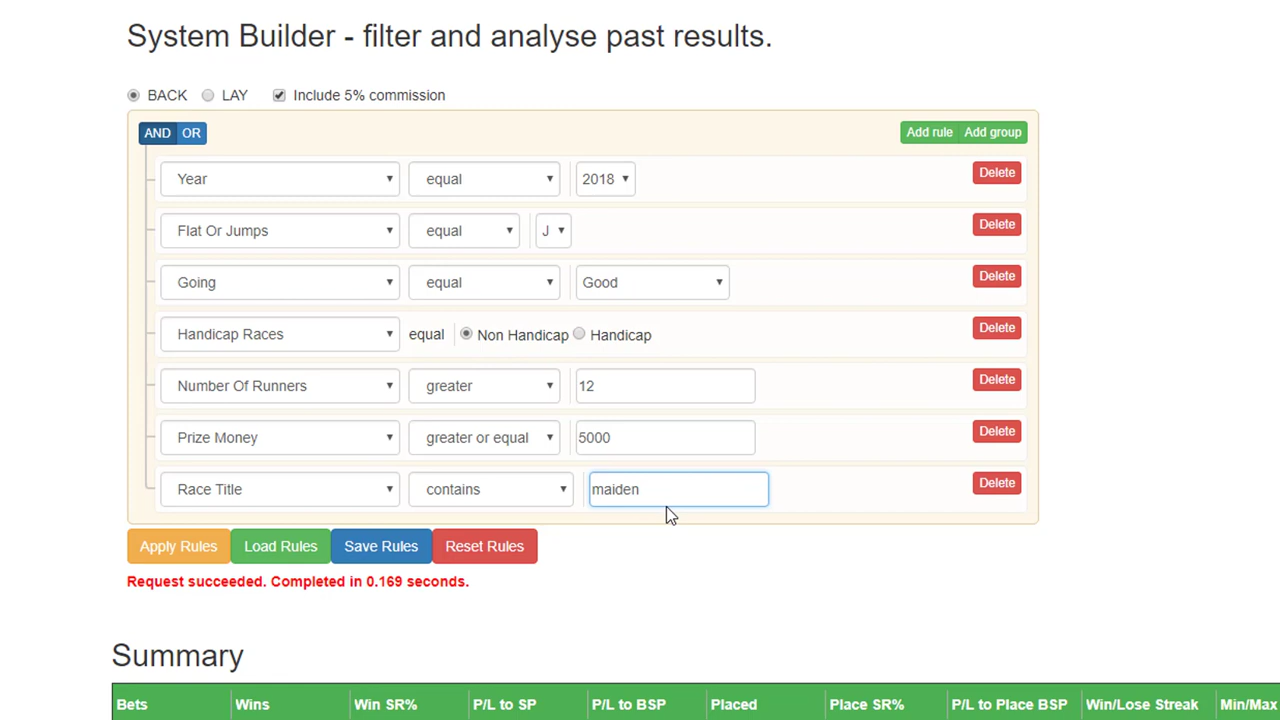 System Builder - filter and analyse past results.
BACK LAY Include 5% commission
AND OR Add rule Add group
Year equal 2018 Delete
Flat Or Jumps equal J Delete
Going equal Good Delete
Handicap Races equal Non Handicap Handicap Delete
Number Of Runners greater 12 Delete
Prize Money greater or equal 5000 Delete
Race Title contains maiden Delete
Apply Rules Load Rules Save Rules Reset Rules
Request succeeded. Completed in 0.169 seconds.
Summary
Bets Wins Win SR% P/L to SP P/L to BSP Placed Place SR% P/L to Place BSP Win/Lose Streak Min/Max